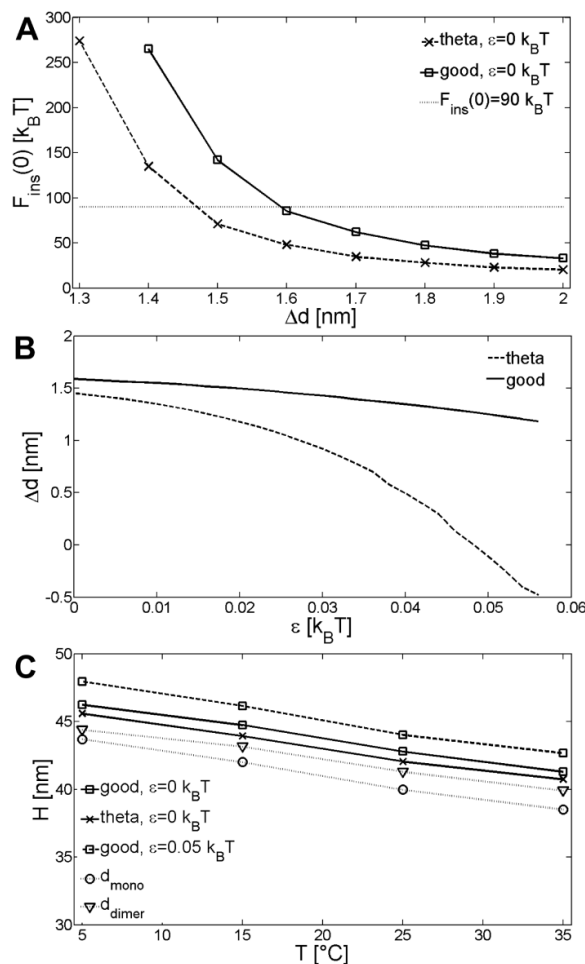 A
300
250
200
150
100
50
0
F_ins(0) [k_BT]
theta, ε=0 k_BT
good, ε=0 k_BT
F_ins(0)=90 k_BT
1.3 1.4 1.5 1.6 1.7 1.8 1.9 2
Δd [nm]
B
2
1.5
1
0.5
0
-0.5
Δd [nm]
theta
good
0 0.01 0.02 0.03 0.04 0.05 0.06
ε [k_BT]
C
50
45
40
35
30
H [nm]
good, ε=0 k_BT
theta, ε=0 k_BT
good, ε=0.05 k_BT
d_mono
d_dimer
5 10 15 20 25 30 35
T [°C]